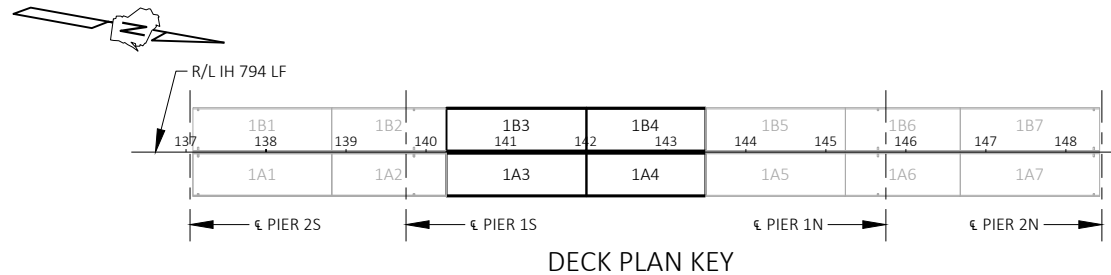 N
R/L IH 794 LF
1B1 1B2 1B3 1B4 1B5 1B6 1B7
137 138 139 140 141 142 143 144 145 146 147 148
1A1 1A2 1A3 1A4 1A5 1A6 1A7
℄ PIER 2S ℄ PIER 1S ℄ PIER 1N ℄ PIER 2N
DECK PLAN KEY